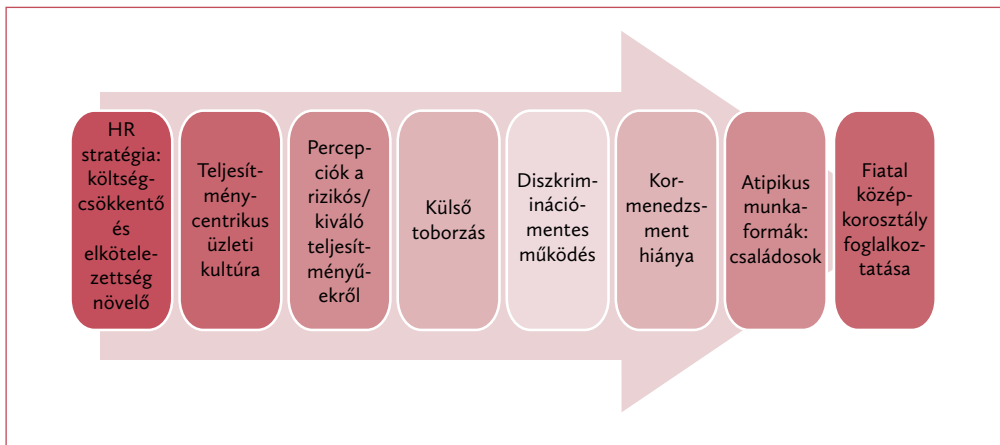 HR
stratégia:
költség-
csökkentő
és
elkötele-
zettség
növelő
Teljesít-
mény-
centrikus
üzleti
kultúra
Percep-
ciók a
rizikós/
kiváló
teljesít-
ményű-
ekről
Külső
toborzás
Diszkrim-
ináció-
mentes
működés
Kor-
menedzs-
ment
hiánya
Atipikus
munka-
formák:
családosok
Fiatal
közép-
korosztály
foglalkoz-
tatása